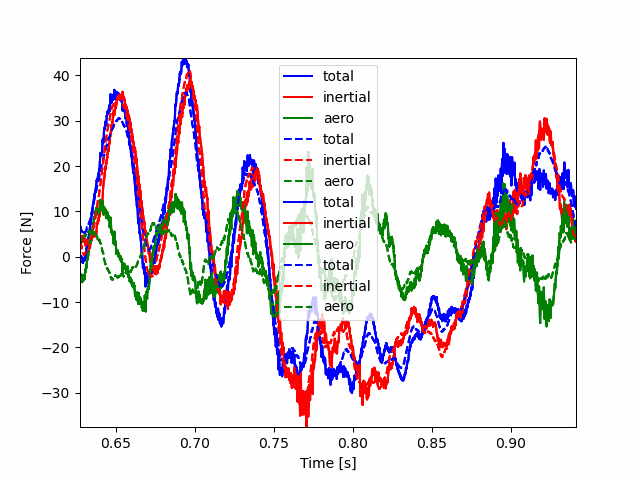 40
30
20
10
0
−10
−20
−30
Force [N]
total
inertial
aero
total
inertial
aero
total
inertial
aero
total
inertial
aero
0.65 0.70 0.75 0.80 0.85 0.90
Time [s]